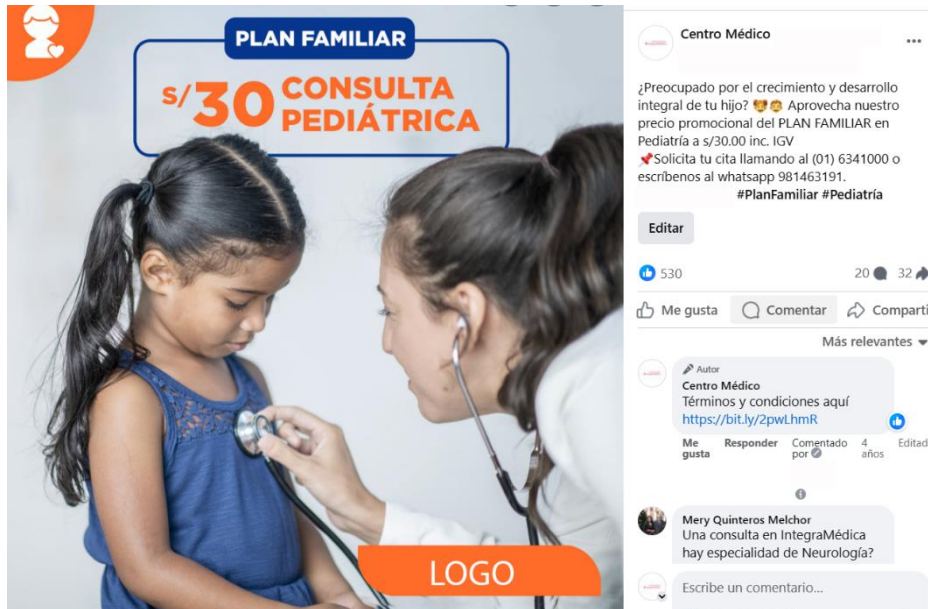 PLAN FAMILIAR
s/30 CONSULTA
PEDIÁTRICA
LOGO
Centro Médico
¿Preocupado por el crecimiento y desarrollo
integral de tu hijo? 👧👦 Aprovecha nuestro
precio promocional del PLAN FAMILIAR en
Pediatría a s/30.00 inc. IGV
📌Solicita tu cita llamando al (01) 6341000 o
escríbenos al whatsapp 981463191.
#PlanFamiliar #Pediatría
Editar
530 20 32
Me gusta Comentar Comparti
Más relevantes
Autor
Centro Médico
Términos y condiciones aquí
https://bit.ly/2pwLhmR
Me gusta Responder Comentado por 4 años Editad
Mery Quinteros Melchor
Una consulta en IntegraMédica
hay especialidad de Neurología?
Escribe un comentario...